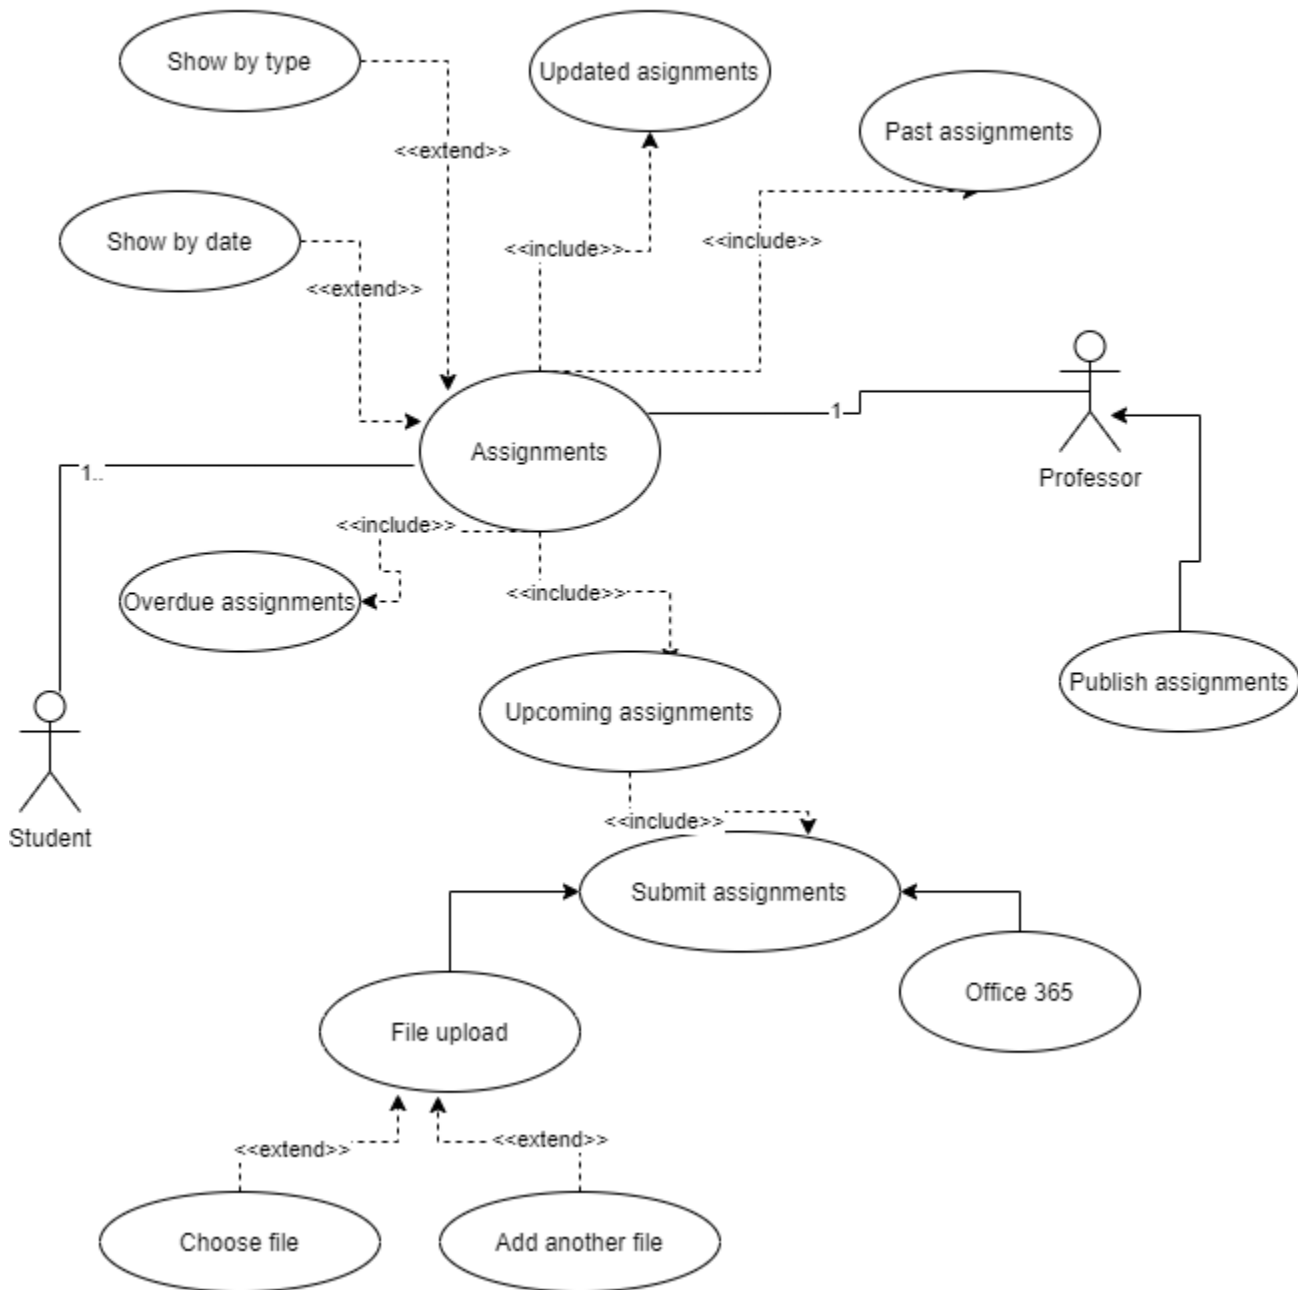 Show by type
Updated asignments
Past assignments
<<extend>>
Show by date
<<include>>
<<include>>
<<extend>>
1
Assignments
1..
Professor
<<include>>
Overdue assignments
<<include>>
Publish assignments
Upcoming assignments
Student
<<include>>
Submit assignments
Office 365
File upload
<<extend>>
<<extend>>
Choose file
Add another file